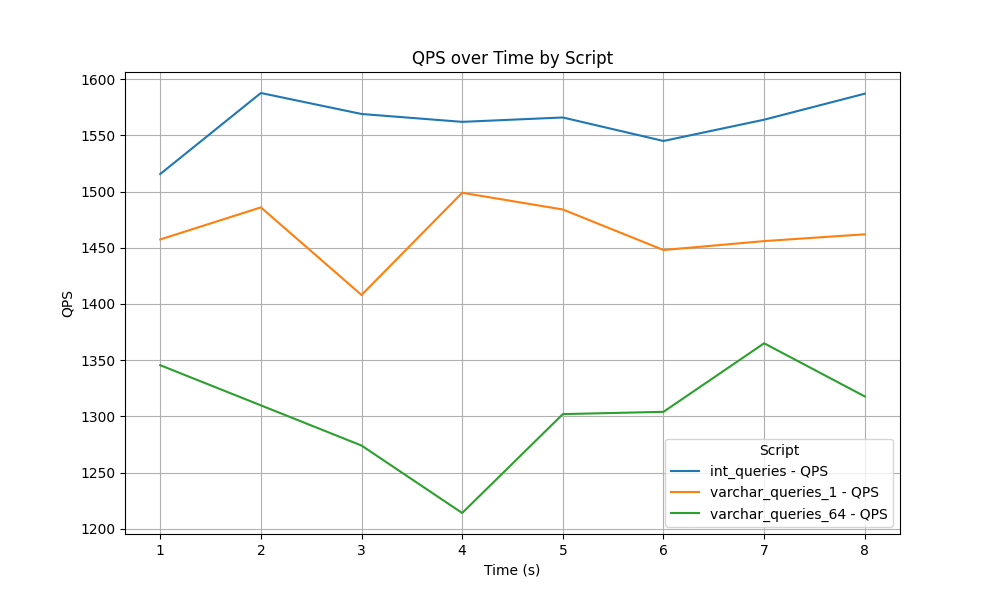 QPS over Time by Script
1600
1550
1500
1450
1400
1350
1300
1250
1200
QPS
1 2 3 4 5 6 7 8
Time (s)
Script
int_queries - QPS
varchar_queries_1 - QPS
varchar_queries_64 - QPS